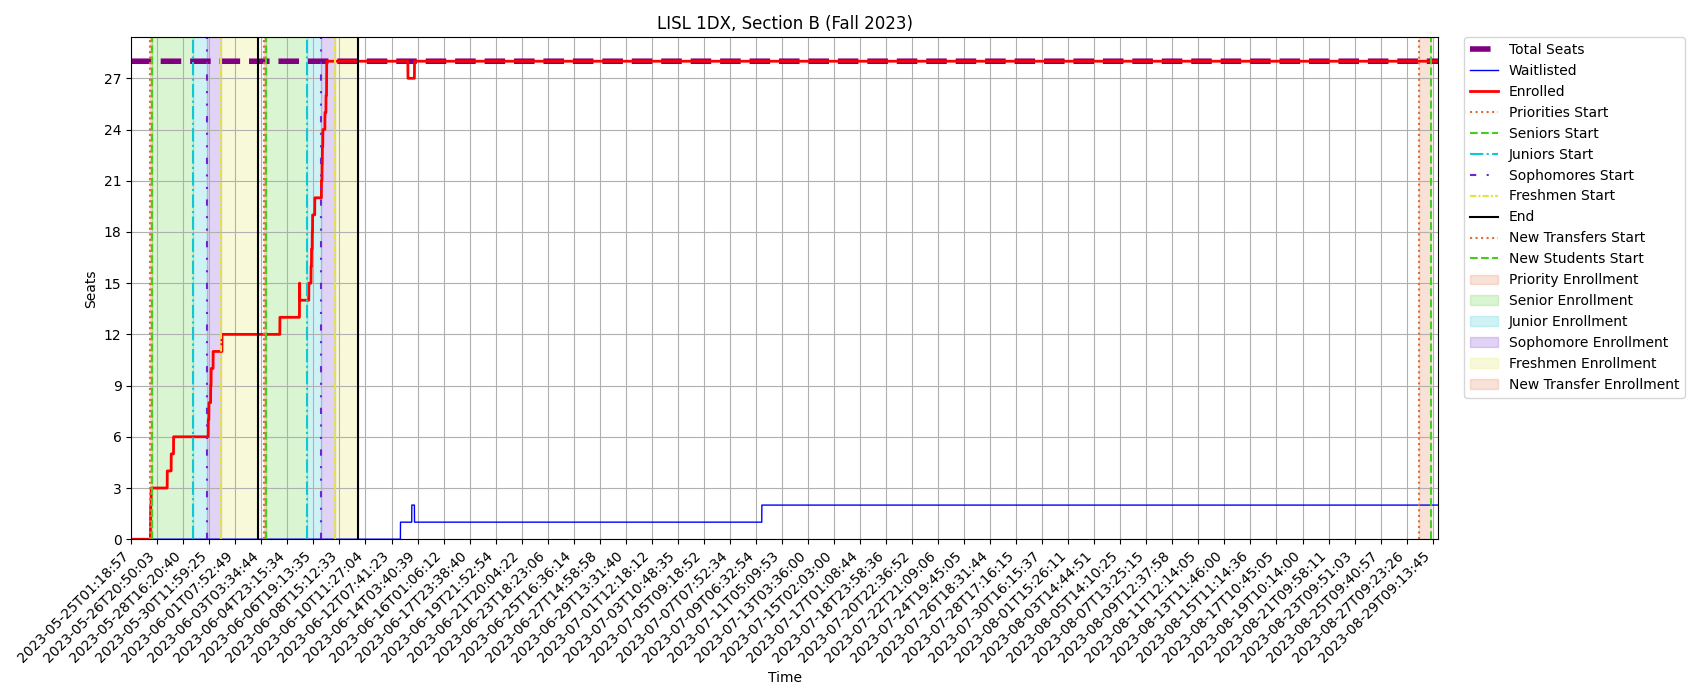 LISL 1DX, Section B (Fall 2023)
Seats
27
24
21
18
15
12
9
6
3
0
2023-05-25T01:18:57
2023-05-26T20:50:03
2023-05-28T16:20:40
2023-05-30T11:59:25
2023-06-01T07:52:49
2023-06-03T03:34:44
2023-06-04T23:15:34
2023-06-06T19:13:35
2023-06-08T15:12:33
2023-06-10T11:27:04
2023-06-12T07:41:23
2023-06-14T03:40:39
2023-06-16T01:06:12
2023-06-17T23:38:40
2023-06-19T21:52:54
2023-06-21T20:04:22
2023-06-23T18:23:06
2023-06-25T16:36:14
2023-06-27T14:58:58
2023-06-29T13:31:40
2023-07-01T12:18:12
2023-07-03T10:48:35
2023-07-05T09:18:52
2023-07-07T07:52:34
2023-07-09T06:32:54
2023-07-11T05:09:53
2023-07-13T03:36:00
2023-07-15T02:03:00
2023-07-17T01:08:44
2023-07-18T23:58:36
2023-07-20T22:36:52
2023-07-22T21:09:06
2023-07-24T19:45:05
2023-07-26T18:31:44
2023-07-28T17:16:15
2023-07-30T16:15:37
2023-08-01T15:26:11
2023-08-03T14:44:51
2023-08-05T14:10:25
2023-08-07T13:25:15
2023-08-09T12:37:58
2023-08-11T12:14:05
2023-08-13T11:46:00
2023-08-15T11:14:36
2023-08-17T10:45:05
2023-08-19T10:14:00
2023-08-21T09:58:11
2023-08-23T09:51:03
2023-08-25T09:40:57
2023-08-27T09:23:26
2023-08-29T09:13:45
Time
Total Seats
Waitlisted
Enrolled
Priorities Start
Seniors Start
Juniors Start
Sophomores Start
Freshmen Start
End
New Transfers Start
New Students Start
Priority Enrollment
Senior Enrollment
Junior Enrollment
Sophomore Enrollment
Freshmen Enrollment
New Transfer Enrollment